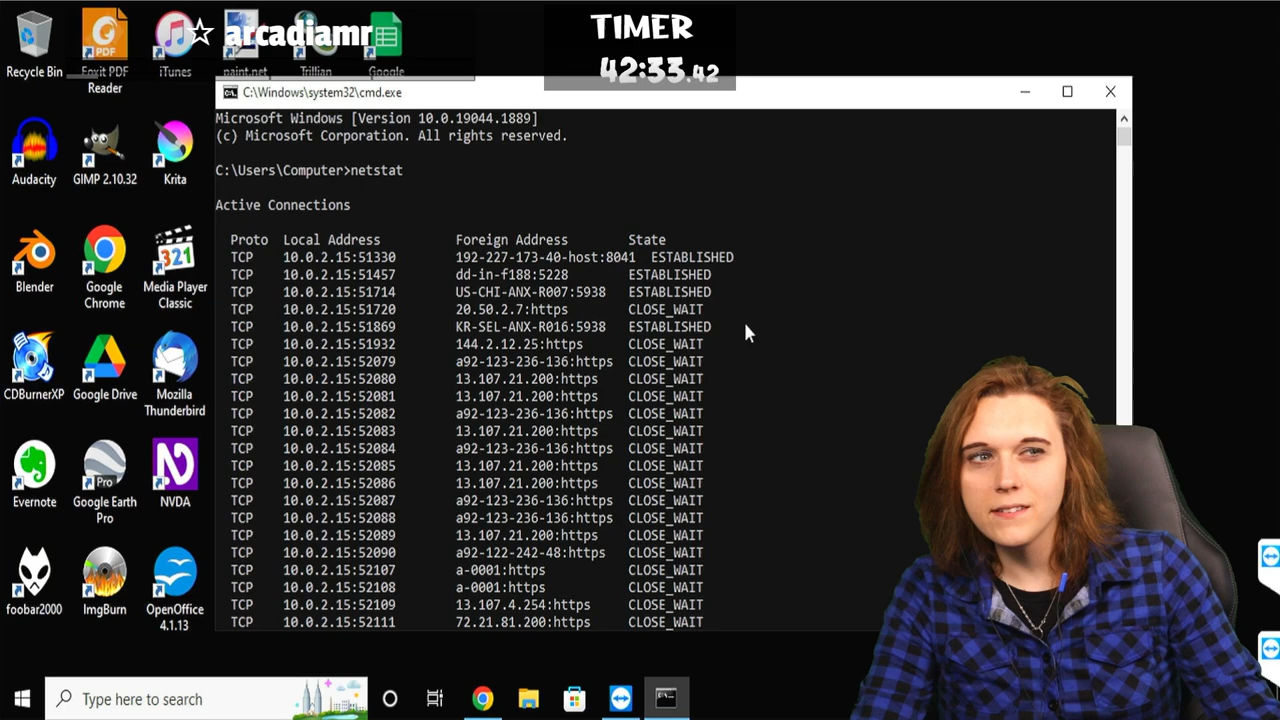 ☆ arcadiamr
TIMER
42:33.42
Recycle Bin
PDF
Foxit PDF
Reader
iTunes
paint.net
Trillian
Google
C:\Windows\system32\cmd.exe
Microsoft Windows [Version 10.0.19044.1889]
(c) Microsoft Corporation. All rights reserved.
C:\Users\Computer>netstat
Active Connections
Proto Local Address Foreign Address State
TCP 10.0.2.15:51330 192-227-173-40-host:8041 ESTABLISHED
TCP 10.0.2.15:51457 dd-in-f188:5228 ESTABLISHED
TCP 10.0.2.15:51714 US-CHI-ANX-R007:5938 ESTABLISHED
TCP 10.0.2.15:51720 20.50.2.7:https CLOSE_WAIT
TCP 10.0.2.15:51869 KR-SEL-ANX-R016:5938 ESTABLISHED
TCP 10.0.2.15:51932 144.2.12.25:https CLOSE_WAIT
TCP 10.0.2.15:52079 a92-123-236-136:https CLOSE_WAIT
TCP 10.0.2.15:52080 13.107.21.200:https CLOSE_WAIT
TCP 10.0.2.15:52081 13.107.21.200:https CLOSE_WAIT
TCP 10.0.2.15:52082 a92-123-236-136:https CLOSE_WAIT
TCP 10.0.2.15:52083 13.107.21.200:https CLOSE_WAIT
TCP 10.0.2.15:52084 a92-123-236-136:https CLOSE_WAIT
TCP 10.0.2.15:52085 13.107.21.200:https CLOSE_WAIT
TCP 10.0.2.15:52086 13.107.21.200:https CLOSE_WAIT
TCP 10.0.2.15:52087 a92-123-236-136:https CLOSE_WAIT
TCP 10.0.2.15:52088 a92-123-236-136:https CLOSE_WAIT
TCP 10.0.2.15:52089 13.107.21.200:https CLOSE_WAIT
TCP 10.0.2.15:52090 a92-122-242-48:https CLOSE_WAIT
TCP 10.0.2.15:52107 a-0001:https CLOSE_WAIT
TCP 10.0.2.15:52108 a-0001:https CLOSE_WAIT
TCP 10.0.2.15:52109 13.107.4.254:https CLOSE_WAIT
TCP 10.0.2.15:52111 72.21.81.200:https CLOSE_WAIT
Audacity
GIMP 2.10.32
Krita
Blender
Google
Chrome
321
Media Player
Classic
CDBurnerXP
Google Drive
Mozilla
Thunderbird
Evernote
Pro
Google Earth
Pro
NVDA
foobar2000
ImgBurn
OpenOffice
4.1.13
Type here to search